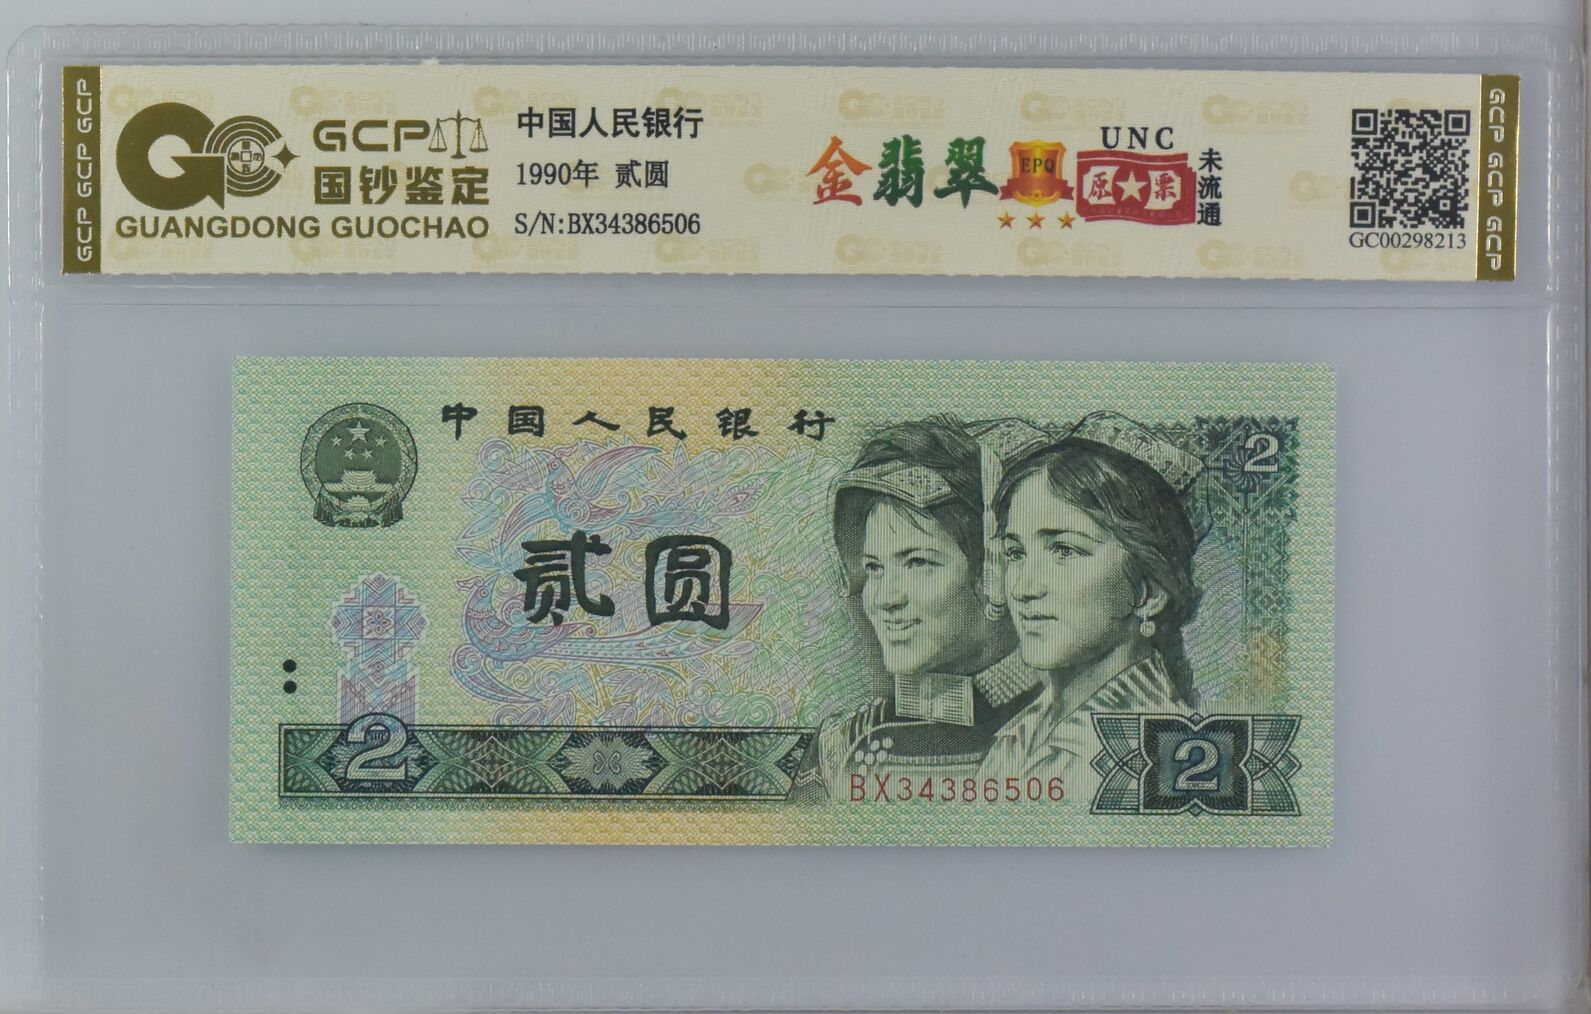 GCP GCP GCP
GCP
国钞鉴定
GUANGDONG GUOCHAO
中国人民银行
1990年 贰圆
S/N:BX34386506
金翡翠
EPQ
UNC
原★票
未流通
GC00298213
GCP GCP GCP
中国人民银行
2
贰圆
2
BX34386506
2